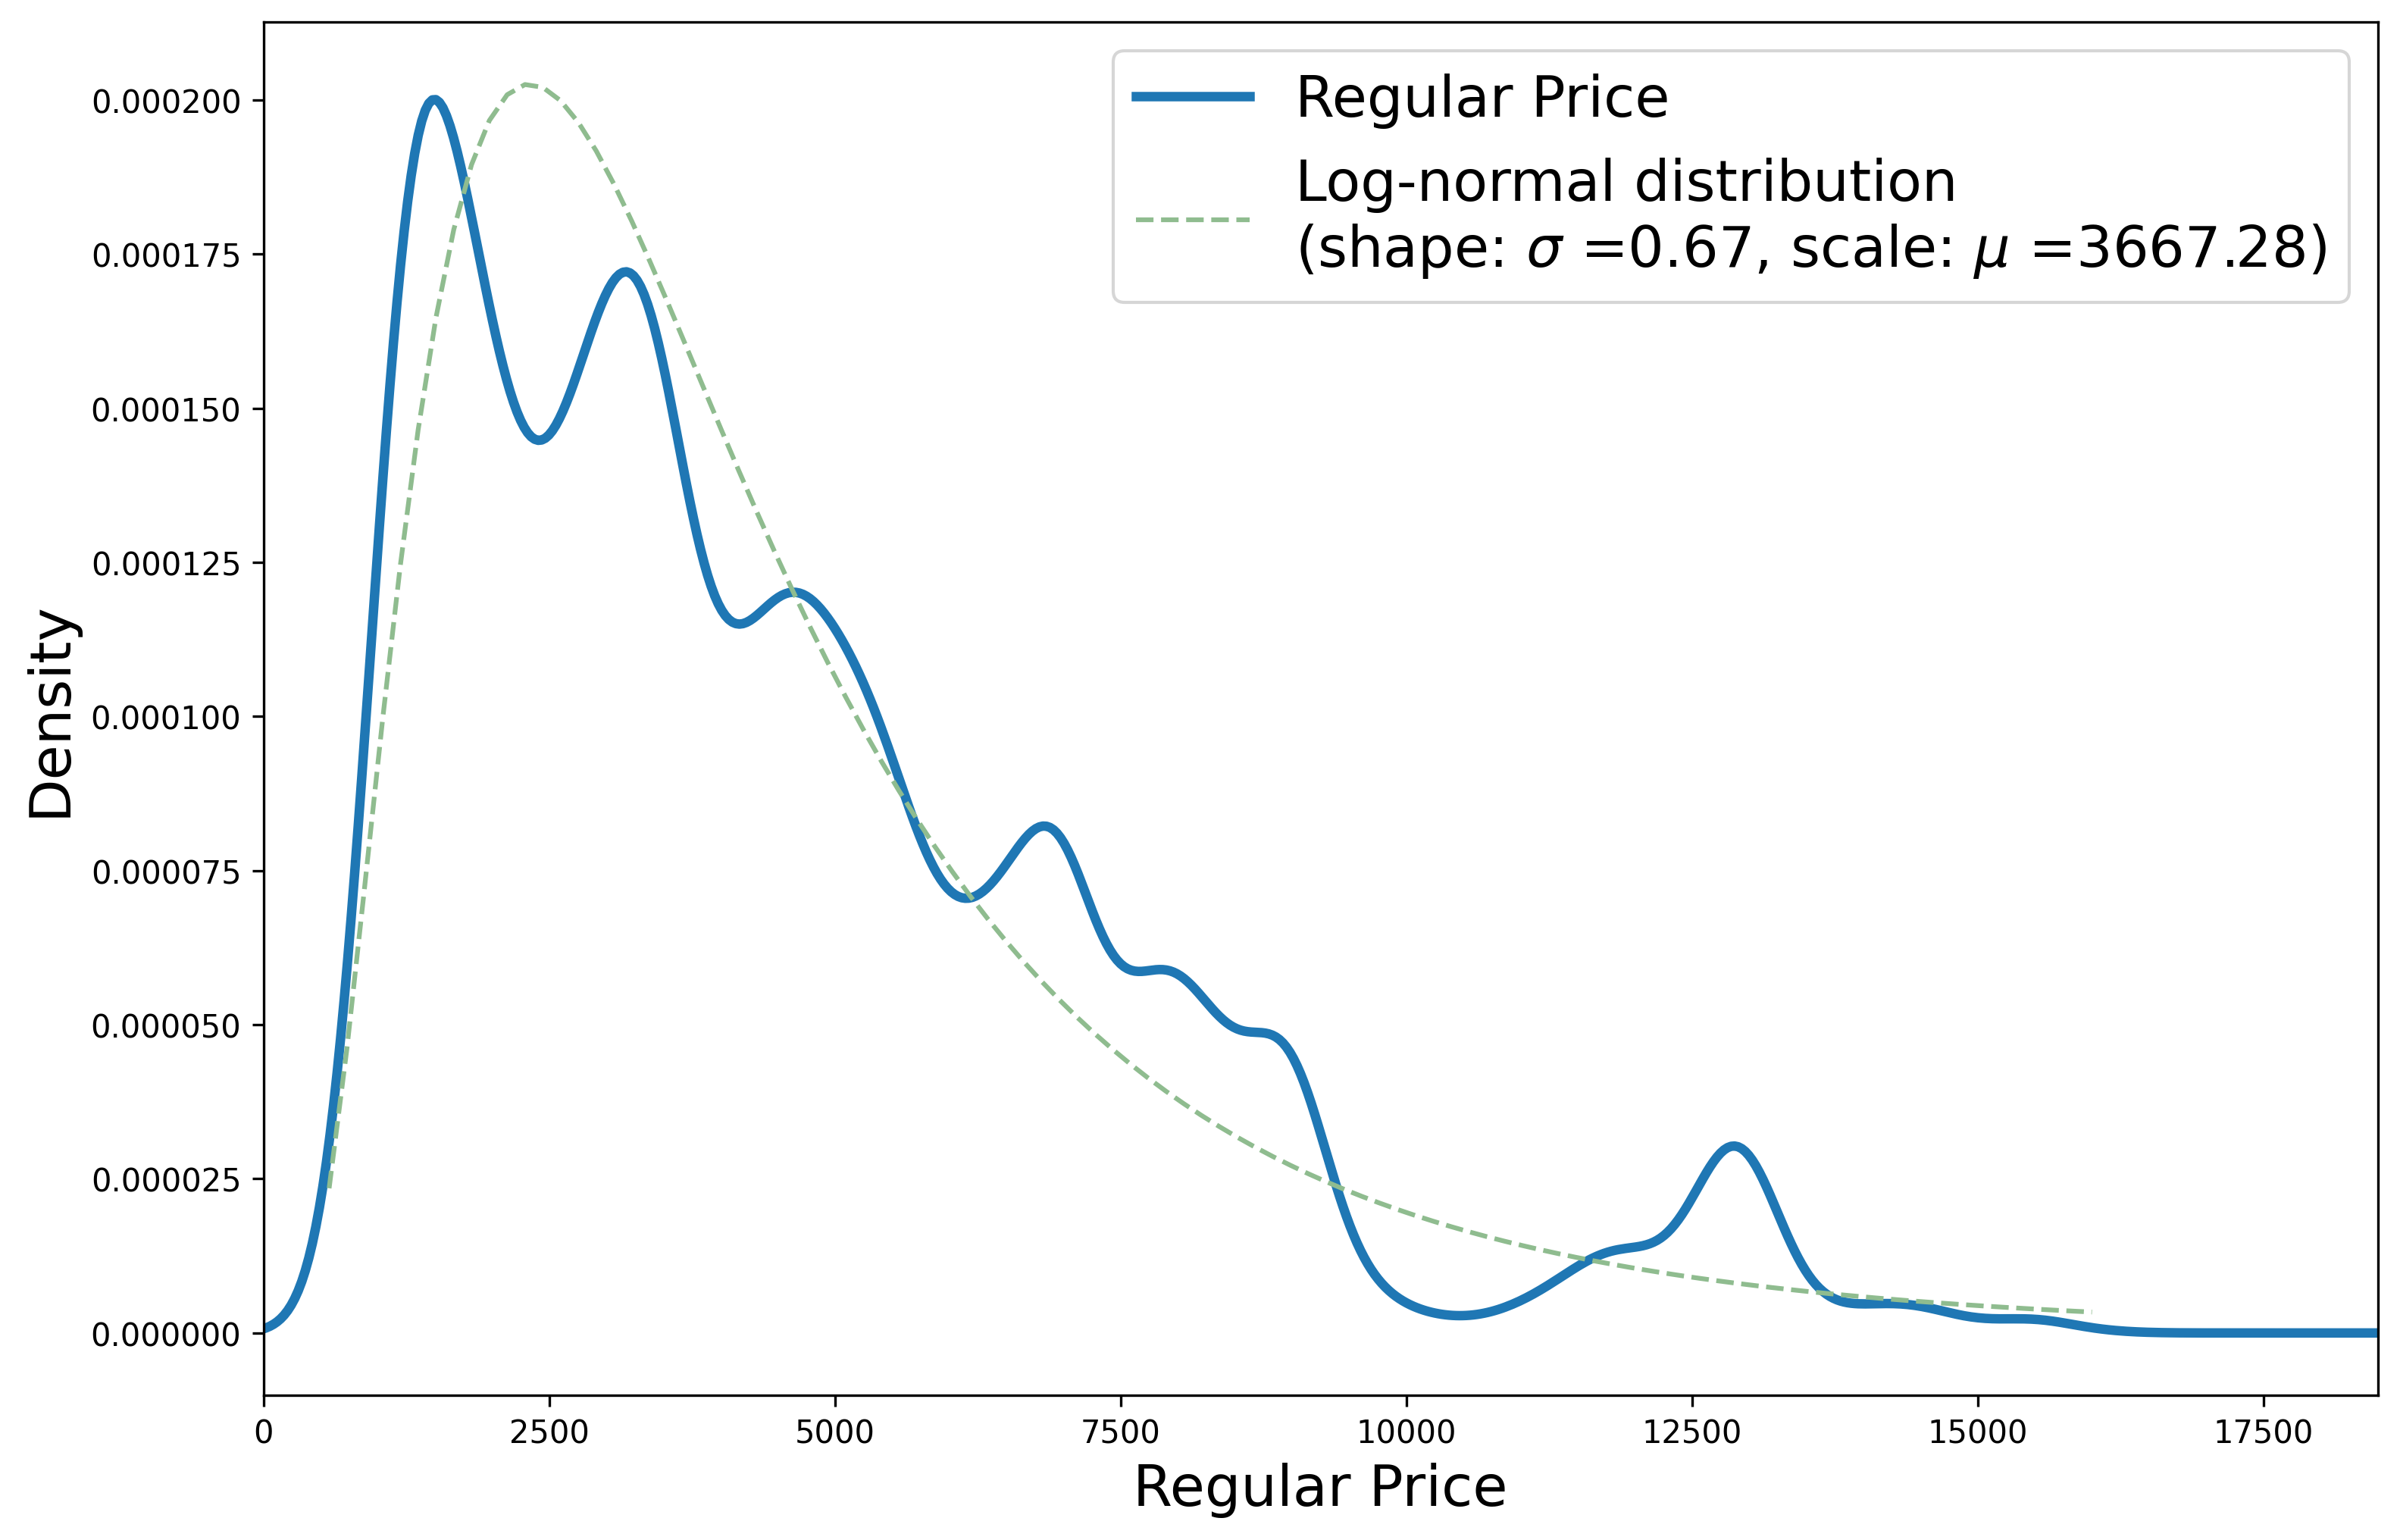 Regular Price
Log-normal distribution
(shape: σ =0.67, scale: μ =3667.28)
0.000200
0.000175
0.000150
0.000125
0.000100
0.000075
0.000050
0.000025
0.000000
Density
0 2500 5000 7500 10000 12500 15000 17500
Regular Price